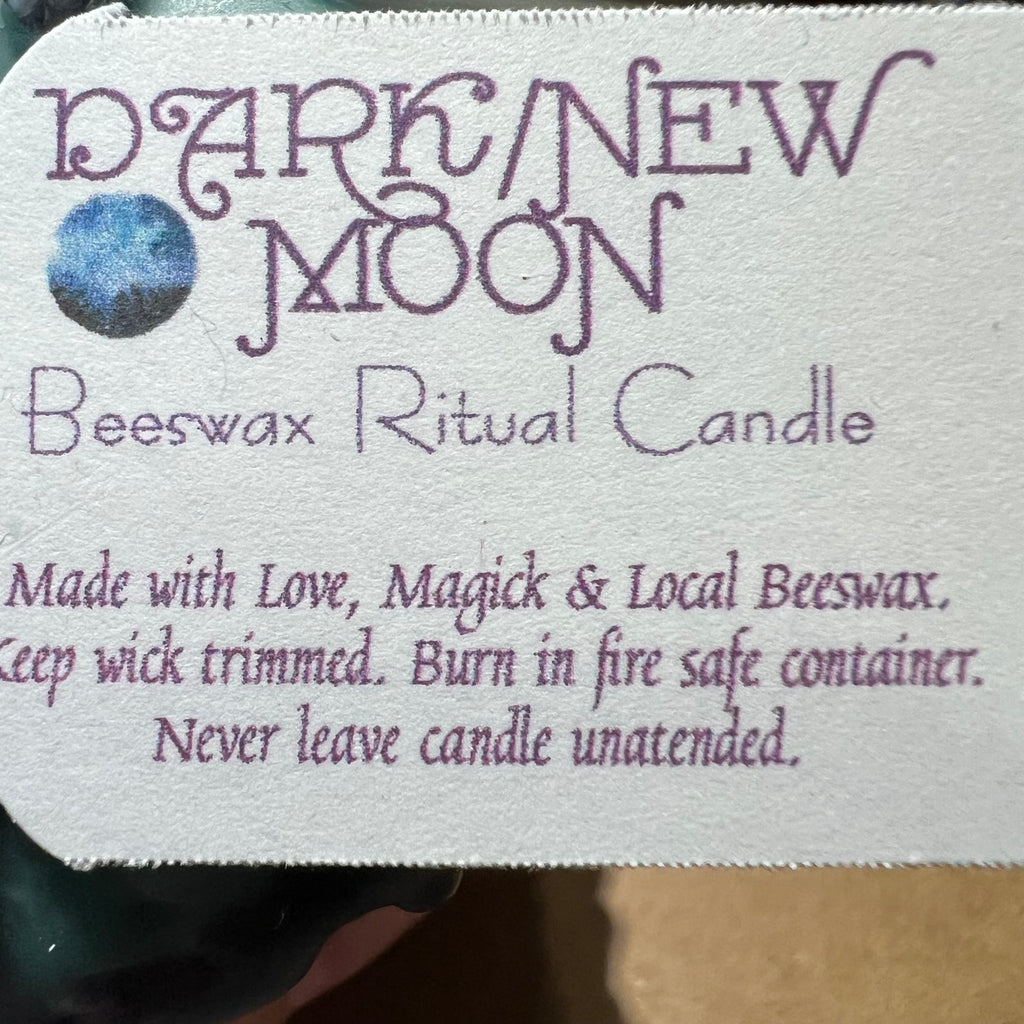 DARK/NEW
MOON
Beeswax Ritual Candle
Made with Love, Magick & Local Beeswax.
Keep wick trimmed. Burn in fire safe container.
Never leave candle unatended.